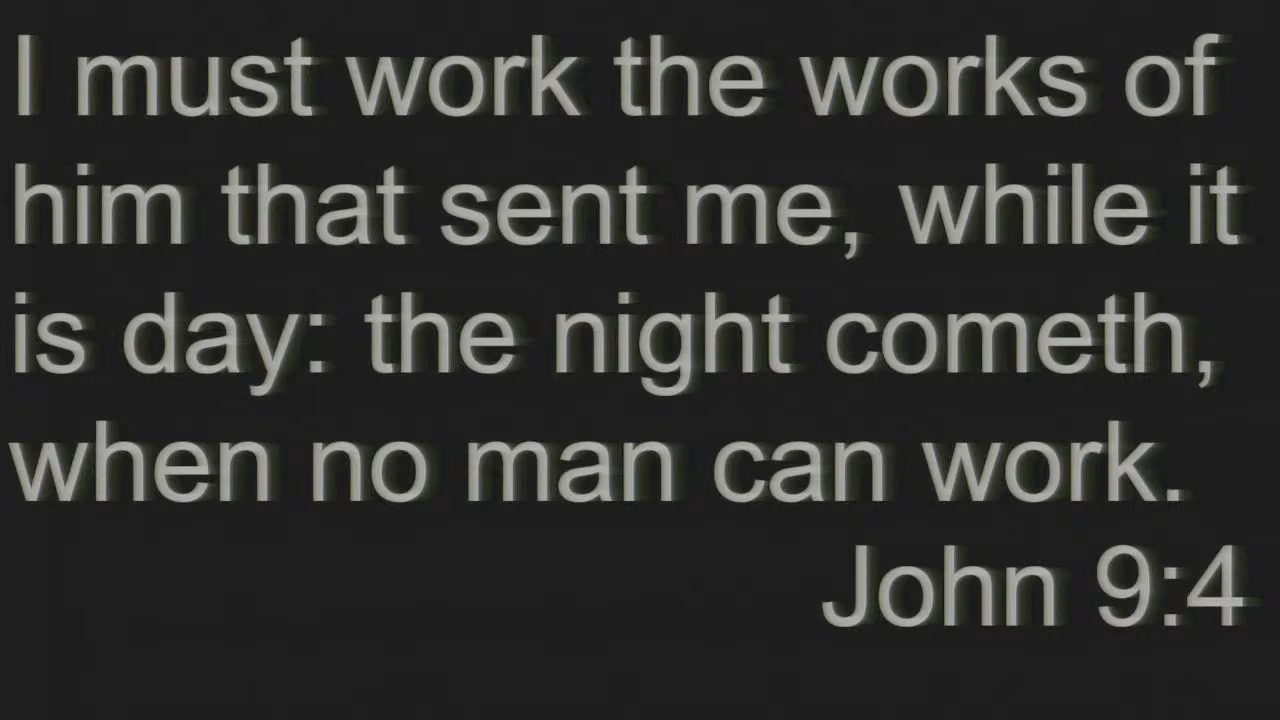 I must work the works of
him that sent me, while it
is day: the night cometh,
when no man can work.
John 9:4